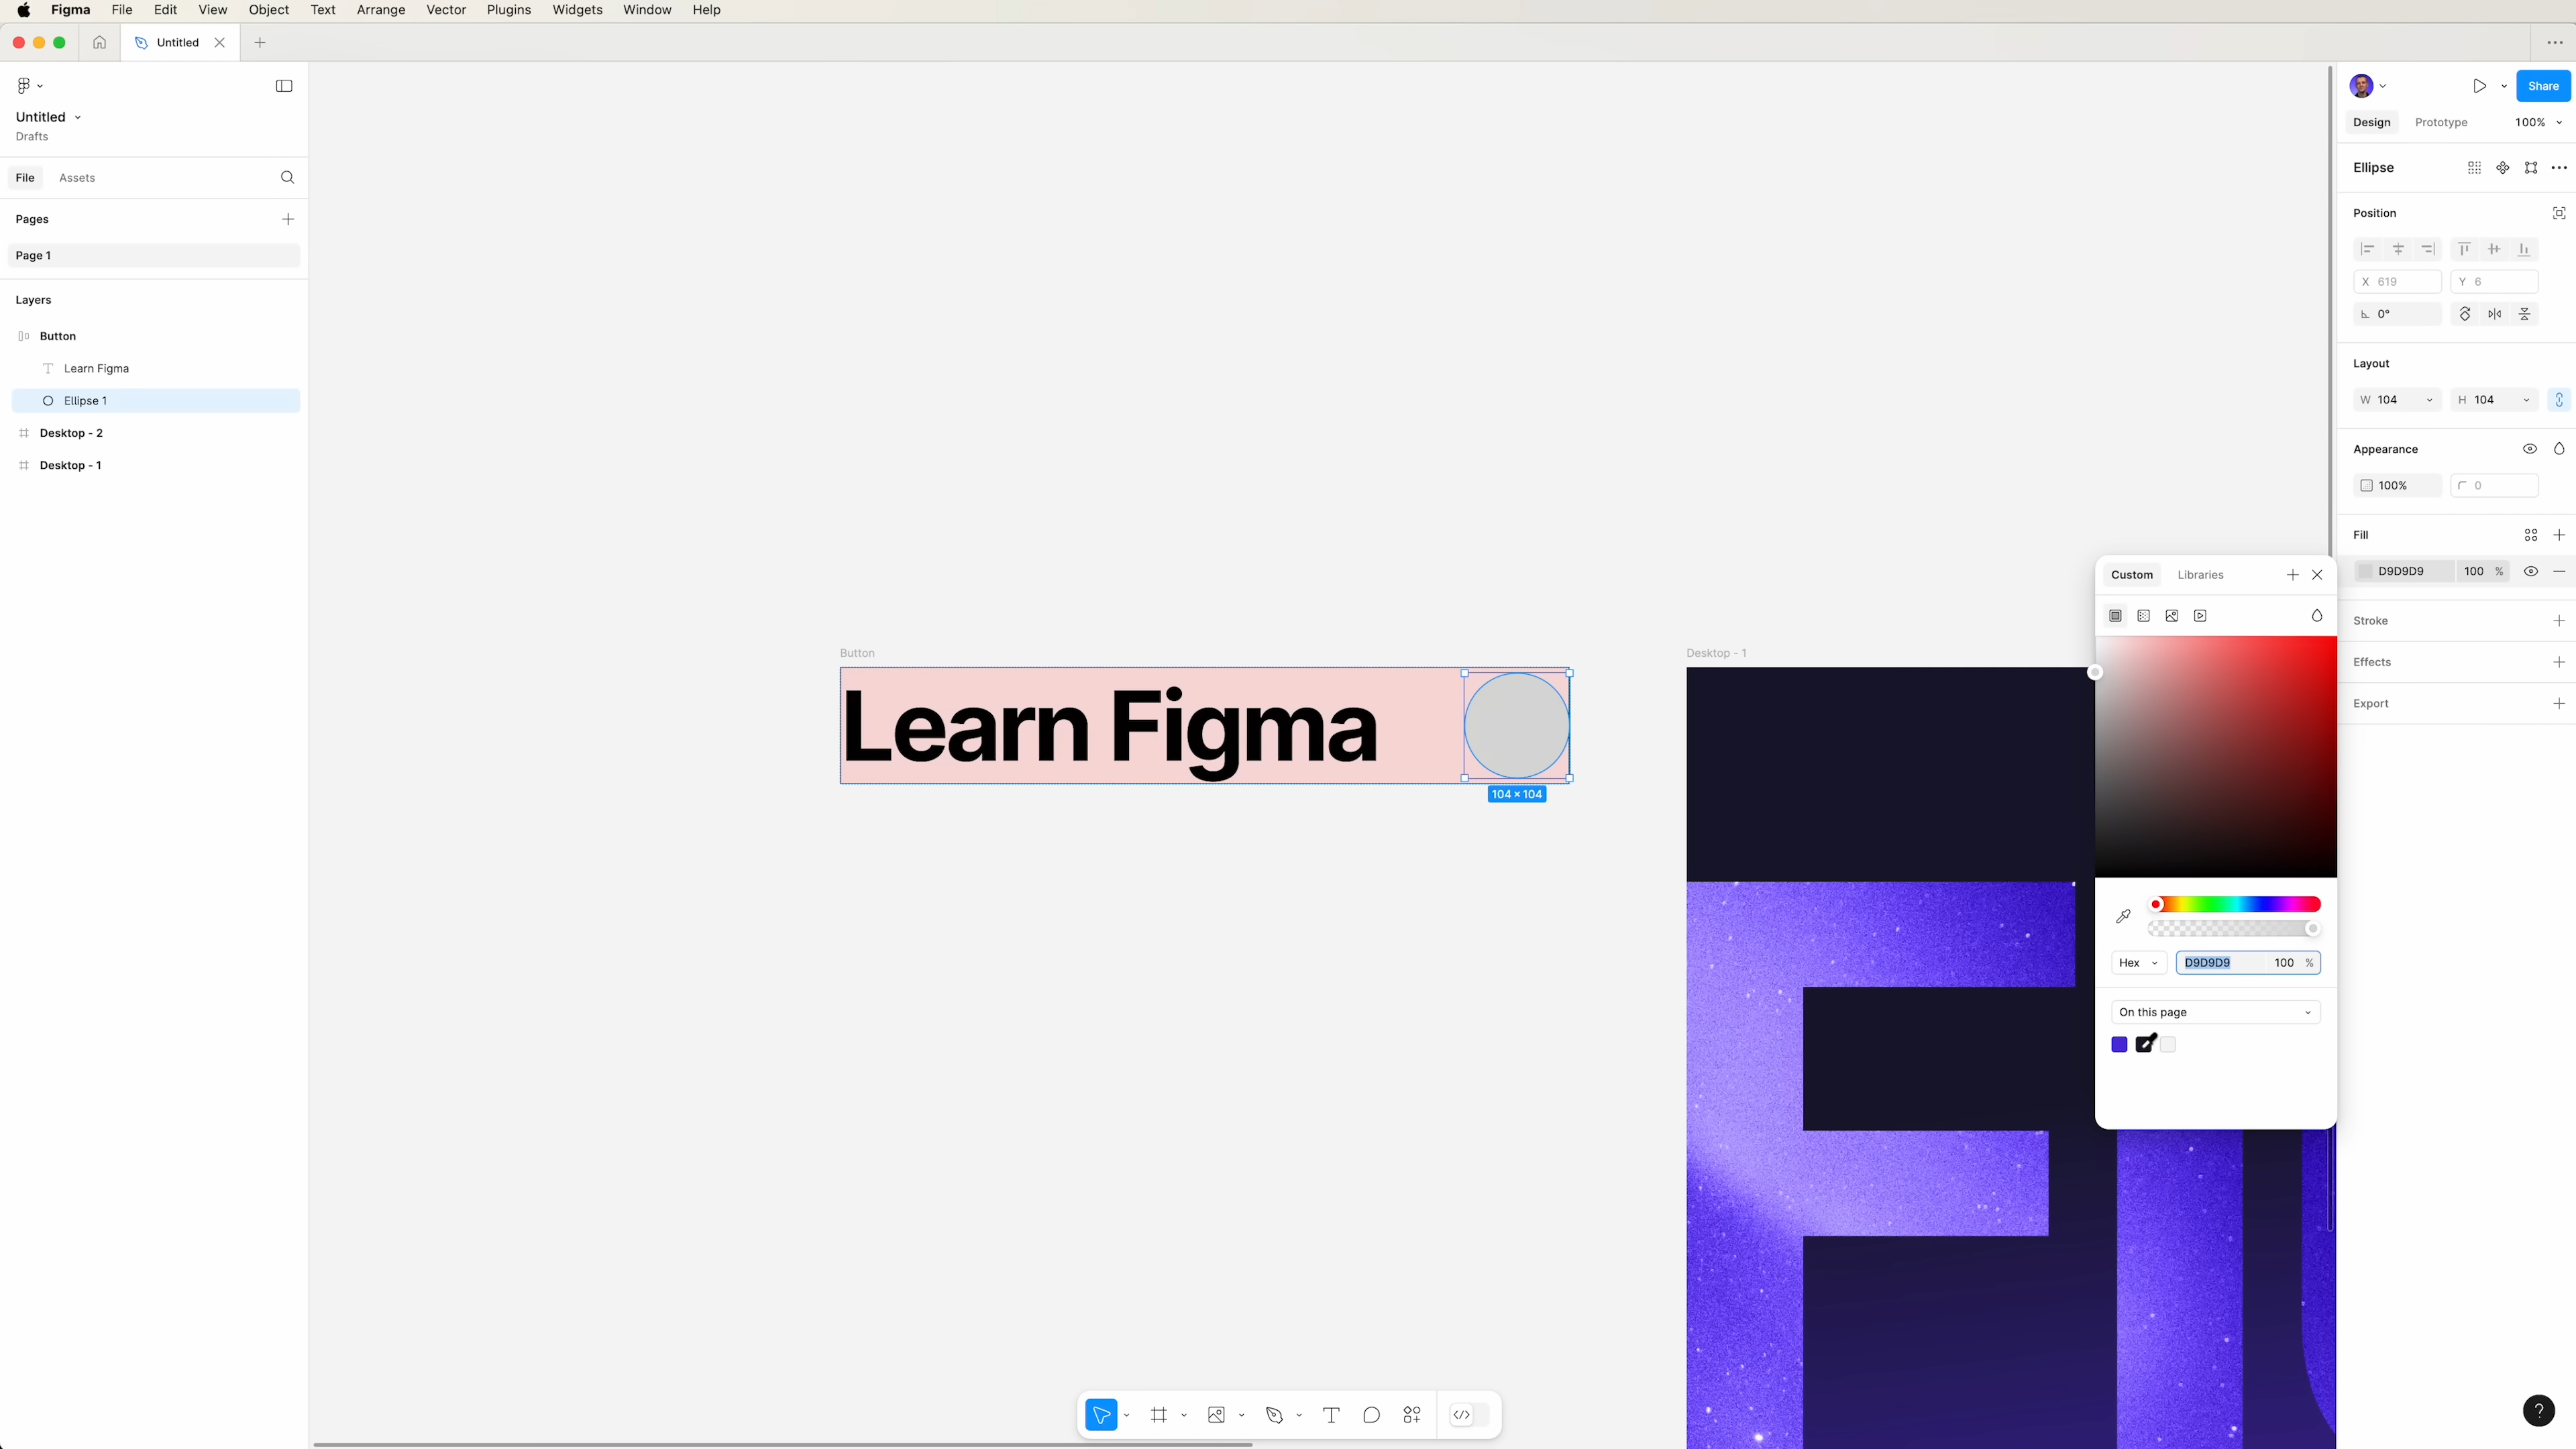 Figma File Edit View Object Text Arrange Vector Plugins Widgets Window Help
Untitled
Untitled
Drafts
File Assets
Pages
Page 1
Layers
Button
Learn Figma
Ellipse 1
Desktop - 2
Desktop - 1
Button
Learn Figma
104 × 104
Desktop - 1
Share
Design Prototype 100%
Ellipse
Position
X 619 Y 6
0°
Layout
W 104 H 104
Appearance
100% 0
Fill
D9D9D9 100 %
Stroke
Effects
Export
Custom Libraries
Hex D9D9D9 100 %
On this page
?